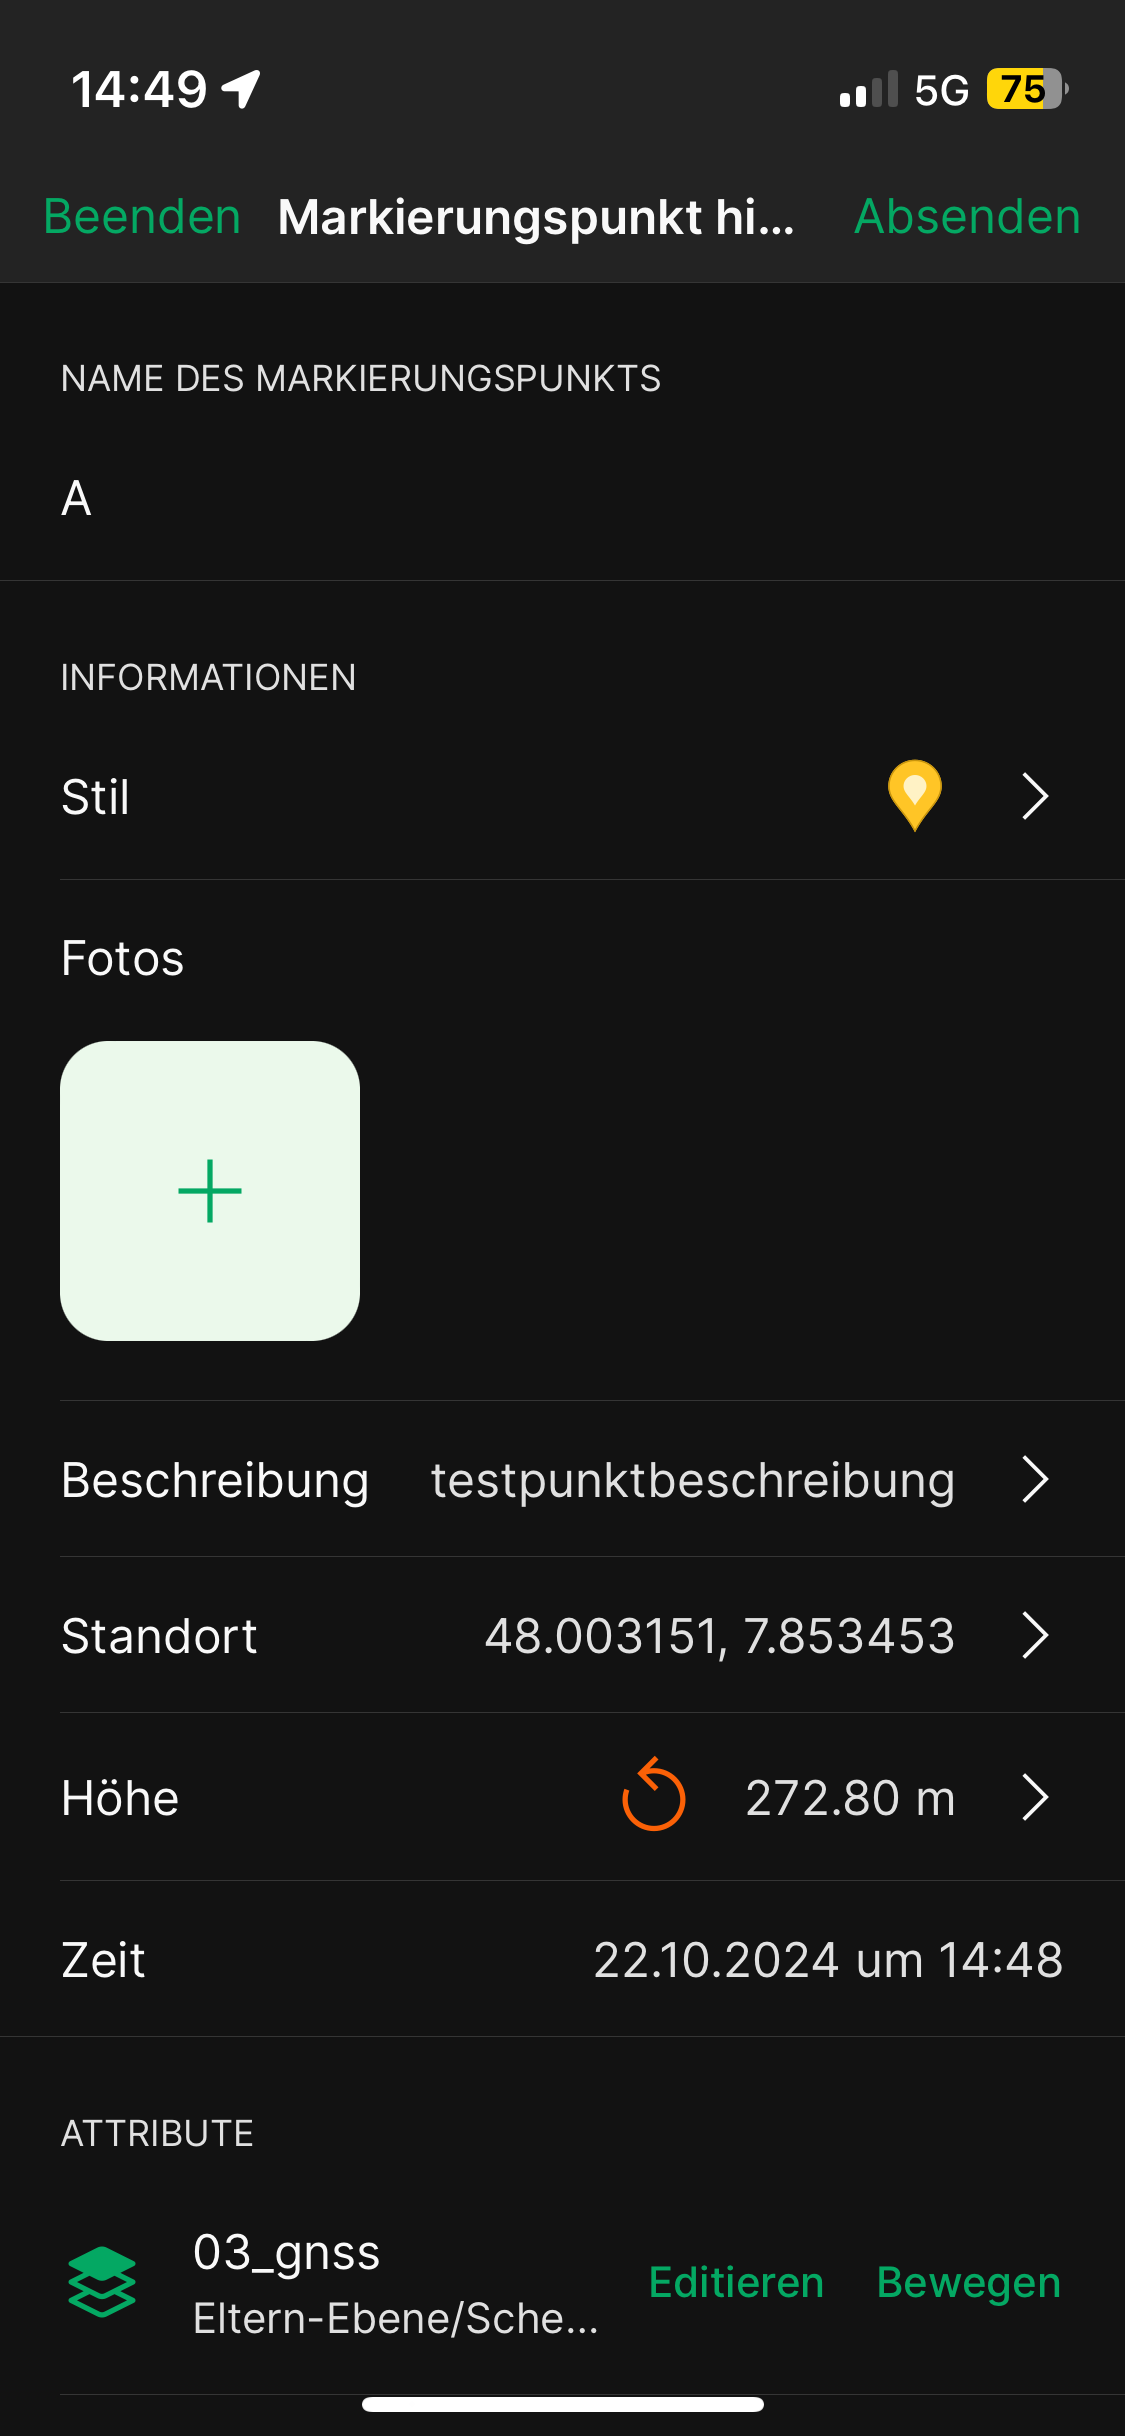 14:49 5G 75
Beenden Markierungspunkt hi... Absenden
NAME DES MARKIERUNGSPUNKTS
A
INFORMATIONEN
Stil
Fotos
Beschreibung testpunktbeschreibung
Standort 48.003151, 7.853453
Höhe 272.80 m
Zeit 22.10.2024 um 14:48
ATTRIBUTE
03_gnss
Editieren Bewegen
Eltern-Ebene/Sche...